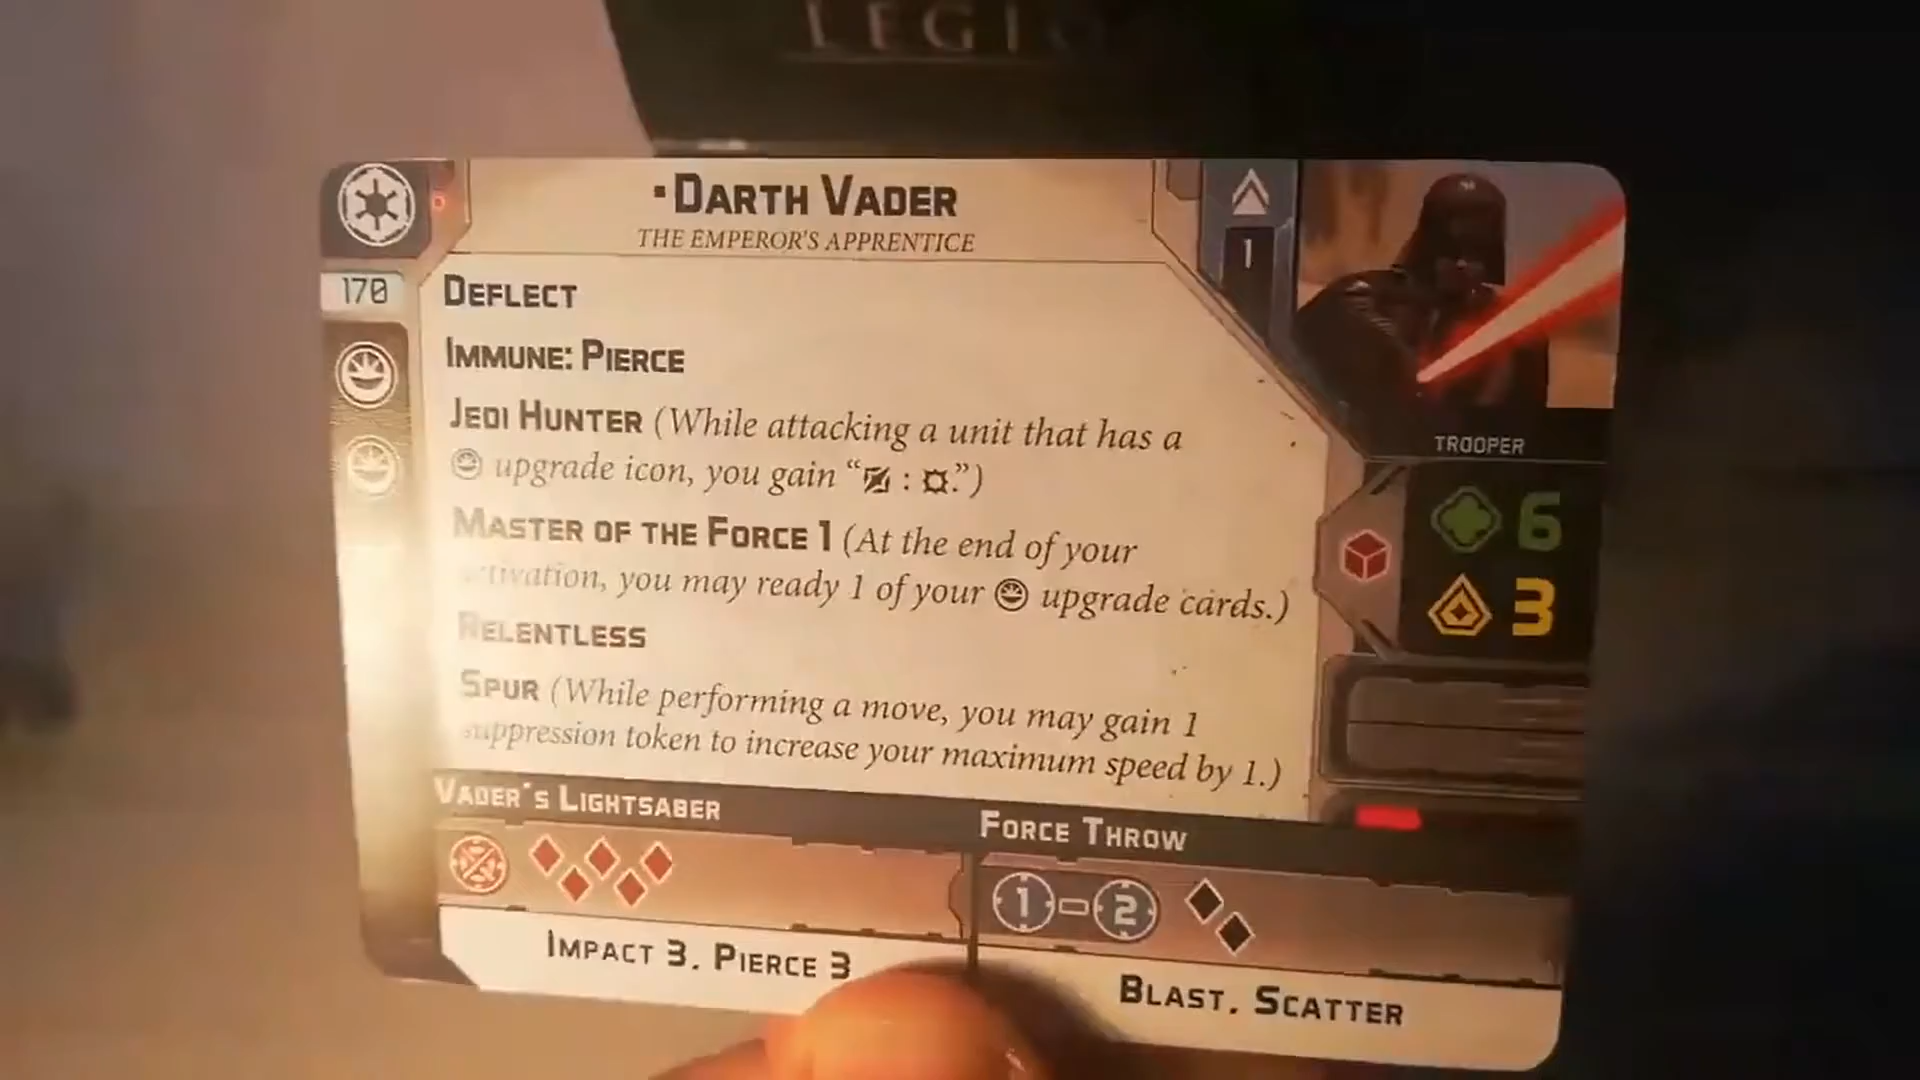 LEGIO
▪DARTH VADER
THE EMPEROR'S APPRENTICE
1
170
DEFLECT
IMMUNE: PIERCE
JEDI HUNTER (While attacking a unit that has a
upgrade icon, you gain “ : .”)
MASTER OF THE FORCE 1 (At the end of your
activation, you may ready 1 of your upgrade cards.)
RELENTLESS
SPUR (While performing a move, you may gain 1
suppression token to increase your maximum speed by 1.)
TROOPER
6
3
VADER'S LIGHTSABER
IMPACT 3, PIERCE 3
FORCE THROW
1-2
BLAST, SCATTER